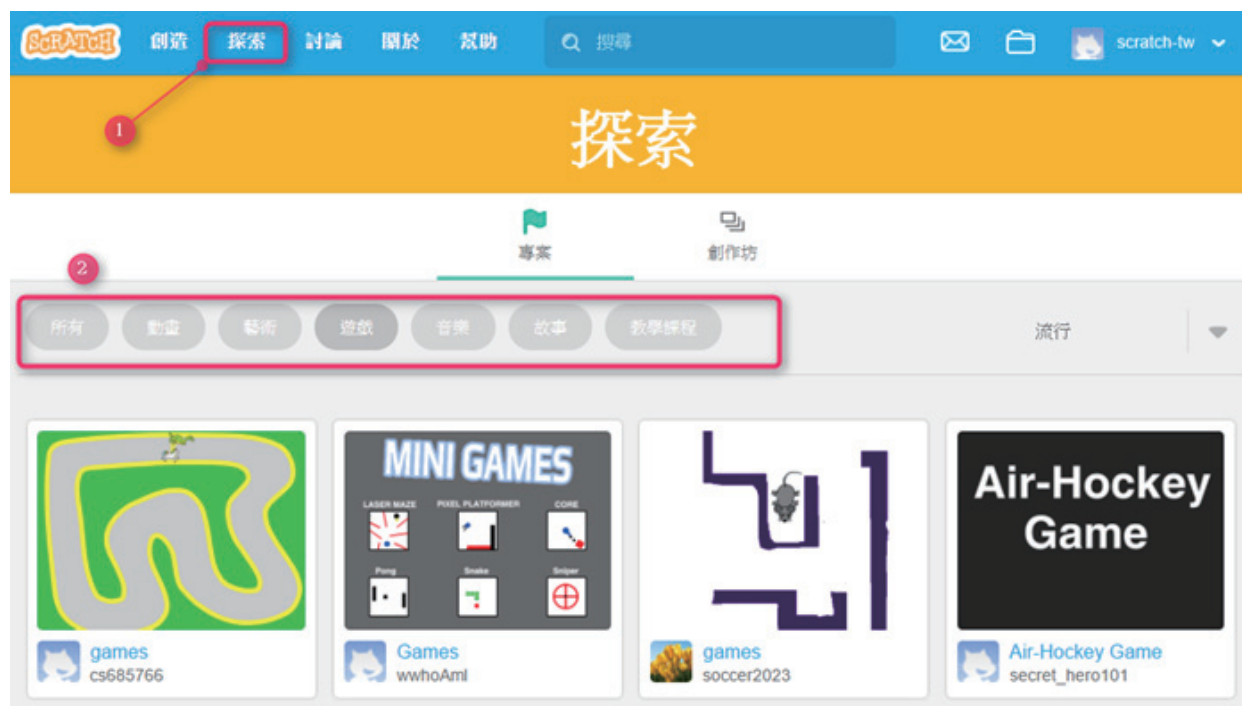 SCRATCH 創造 探索 討論 關於 幫助 搜尋 scratch-tw
1
探索
專案 創作坊
2
所有 動畫 藝術 遊戲 音樂 故事 教學課程 流行
MINI GAMES
LASER MAZE PIXEL PLATFORMER CORE
Pong Snake Sniper
Air-Hockey
Game
games
cs685766
Games
wwhoAmI
games
soccer2023
Air-Hockey Game
secret_hero101